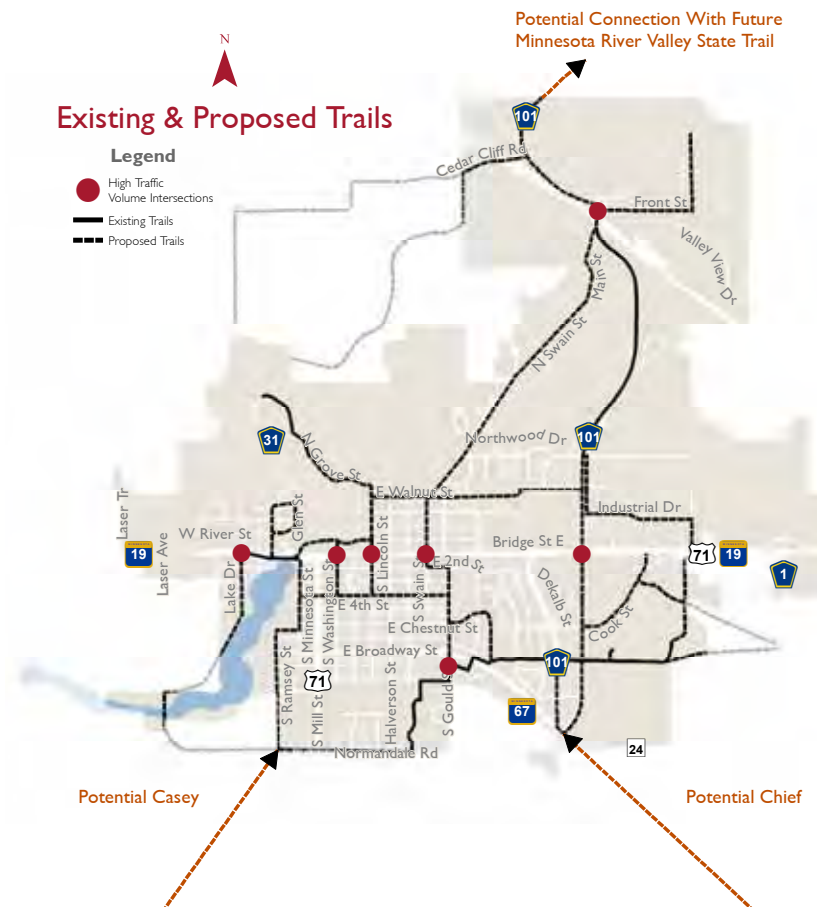 Potential Connection With Future
Minnesota River Valley State Trail
N
101
Existing & Proposed Trails
Legend
High Traffic
Volume Intersections
Existing Trails
Proposed Trails
Cedar Cliff Rd
Front St
Valley View Dr
Main St
N Swain St
Northwood Dr
101
31
N Grove St
E Walnut St
Industrial Dr
Laser Tr
Glen St
W River St
S Lincoln St
Bridge St E
19
Laser Ave
71
19
1
E 2nd St
Lake Dr
S Minnesota St
S Washington St
S Swain St
Dekalb St
E 4th St
Cook St
E Chestnut St
E Broadway St
101
S Ramsey St
71
S Mill St
Halverson St
S Gould St
67
24
Normandale Rd
Potential Casey
Potential Chief